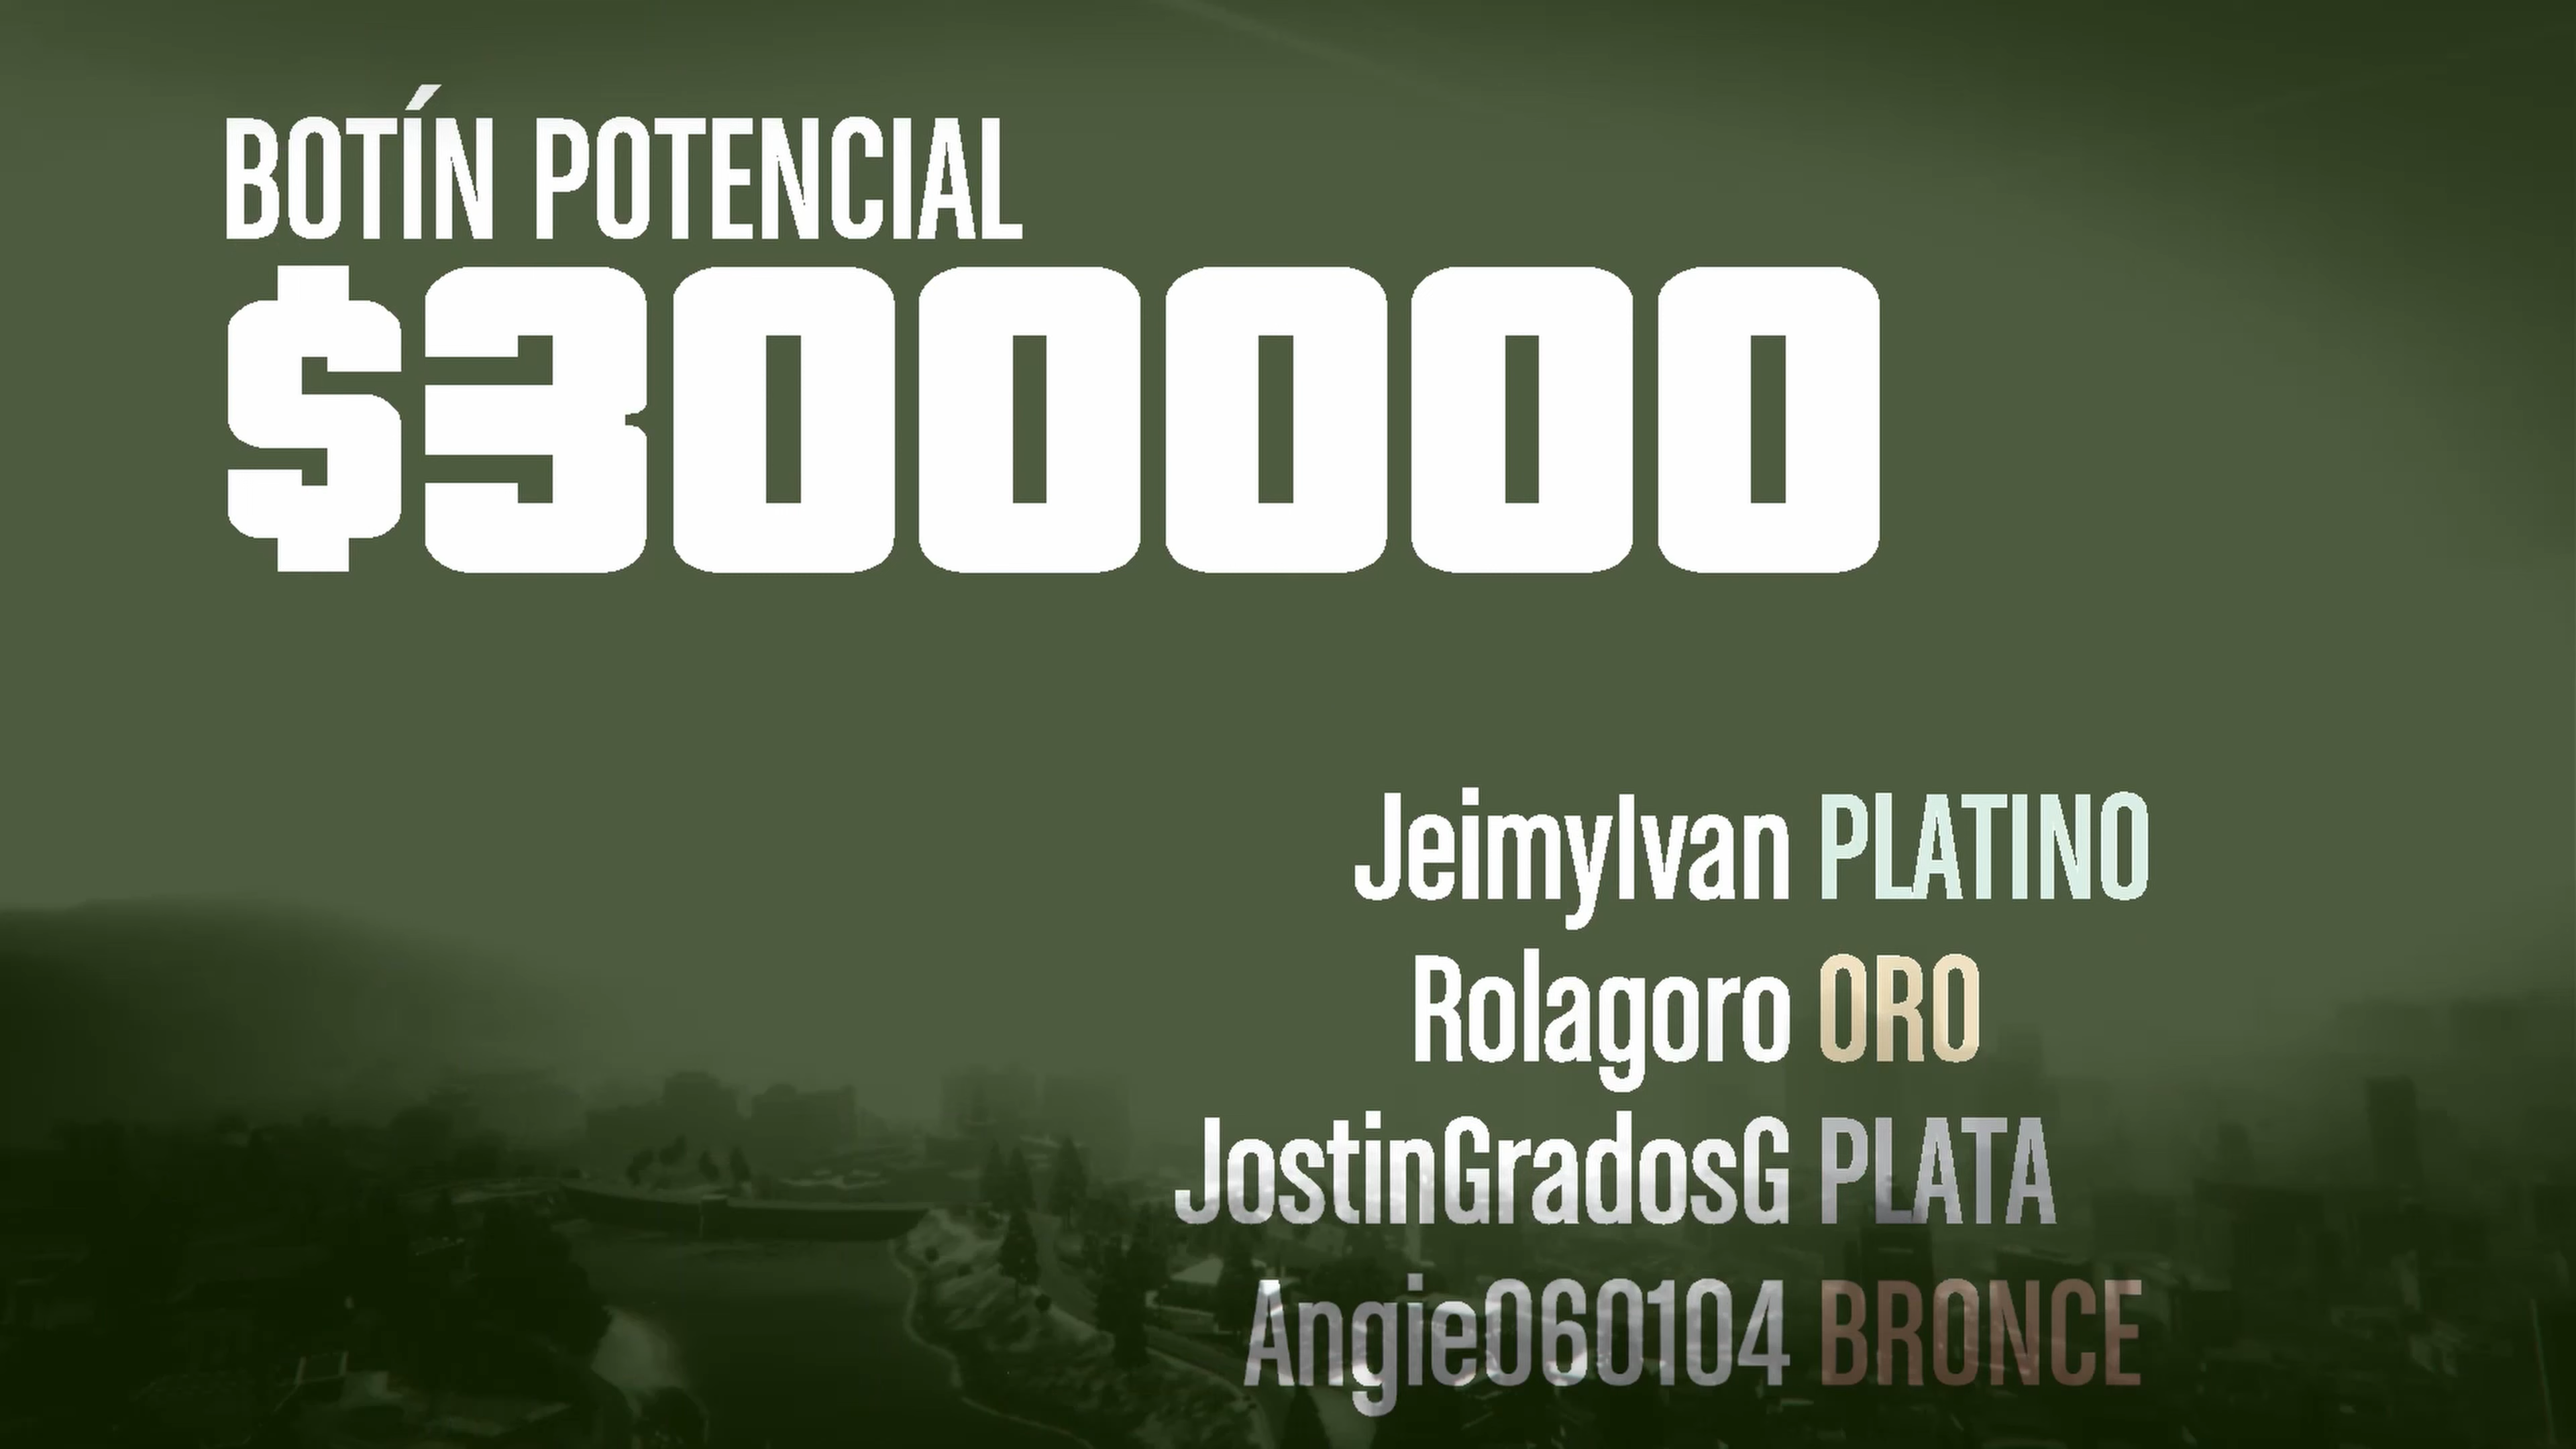 BOTÍN POTENCIAL
$300000
JeimyIvan PLATINO
Rolagoro ORO
JostinGradosG PLATA
Angie060104 BRONCE